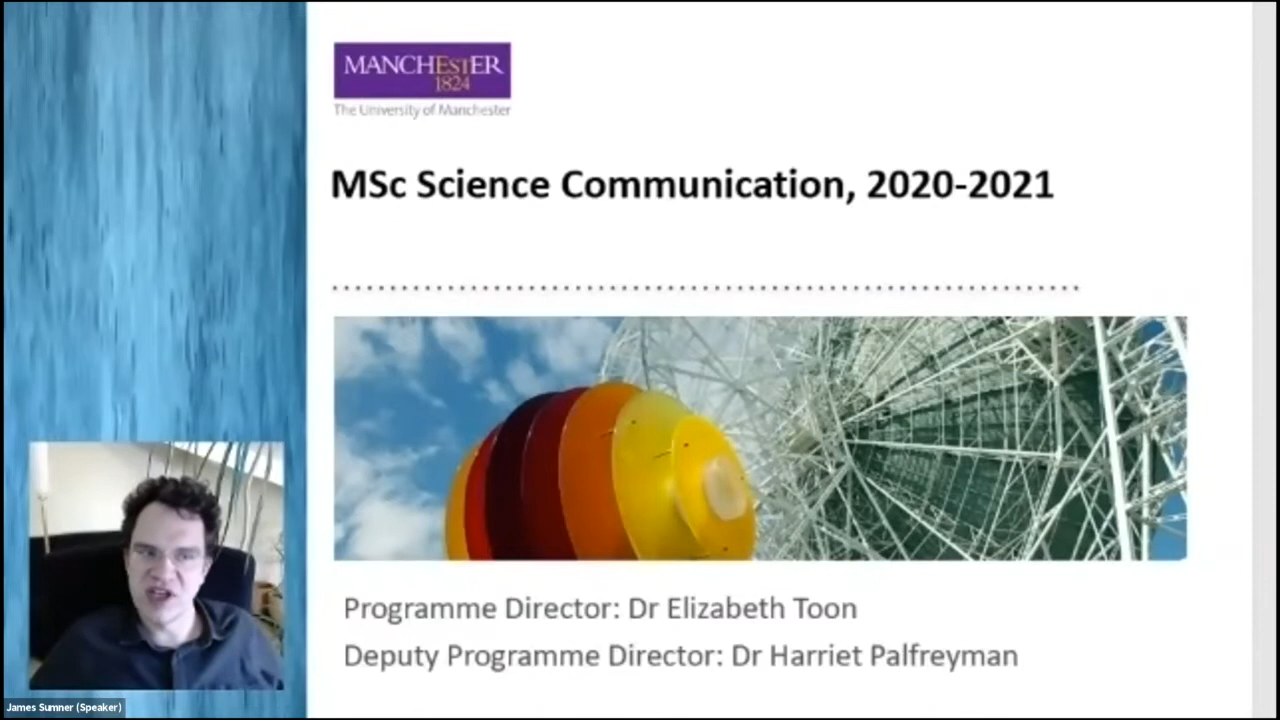 MANCHESTER
1824
The University of Manchester
MSc Science Communication, 2020-2021
Programme Director: Dr Elizabeth Toon
Deputy Programme Director: Dr Harriet Palfreyman
James Sumner (Speaker)